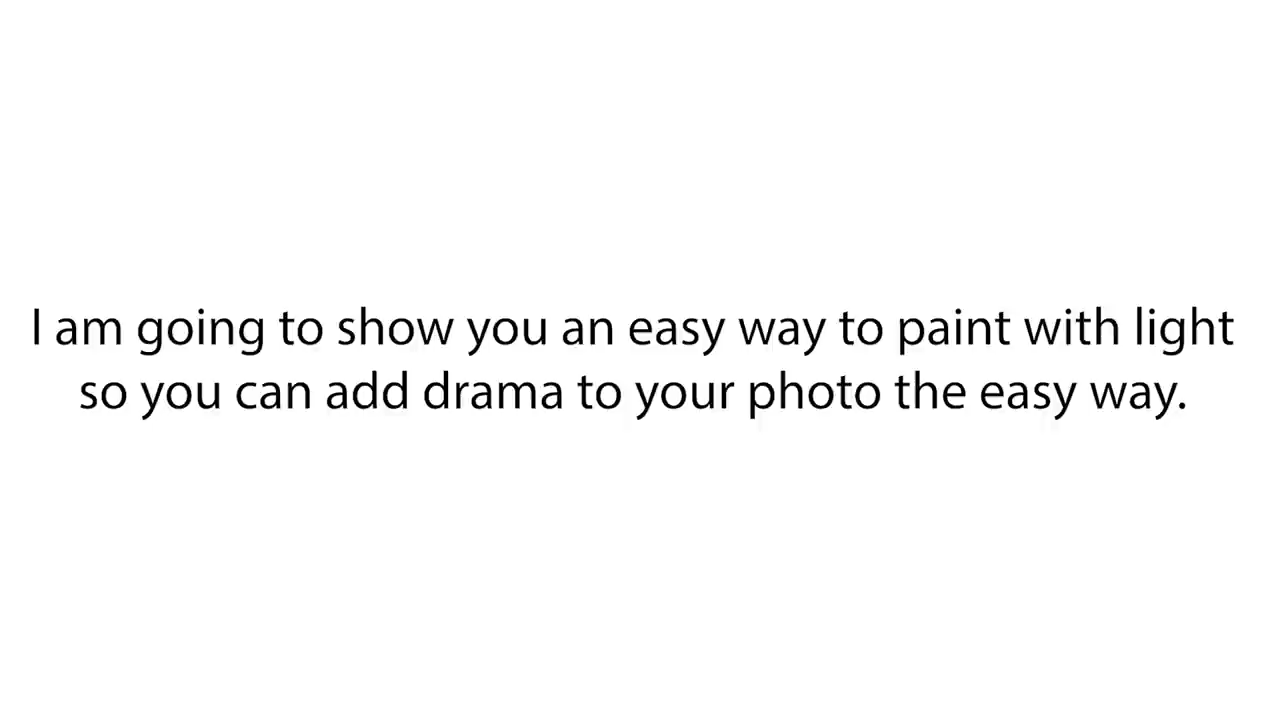 I am going to show you an easy way to paint with light
so you can add drama to your photo the easy way.